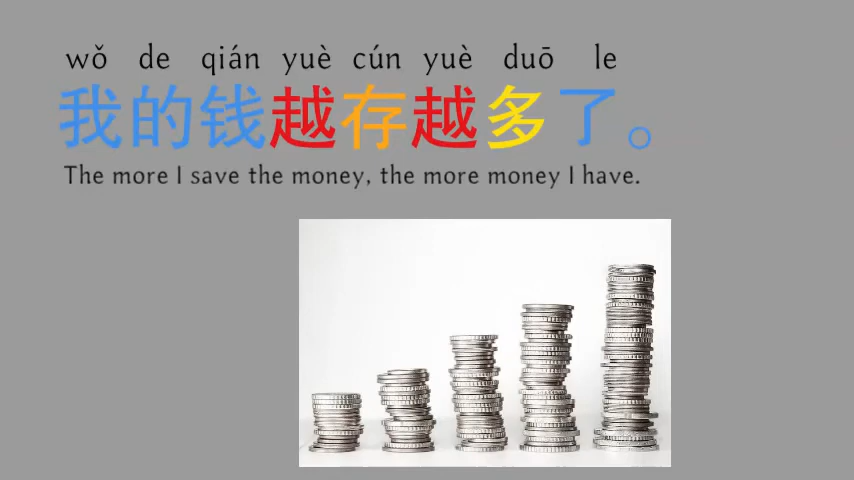 wǒ de qián yuè cún yuè duō le
我的钱越存越多了。
The more I save the money, the more money I have.